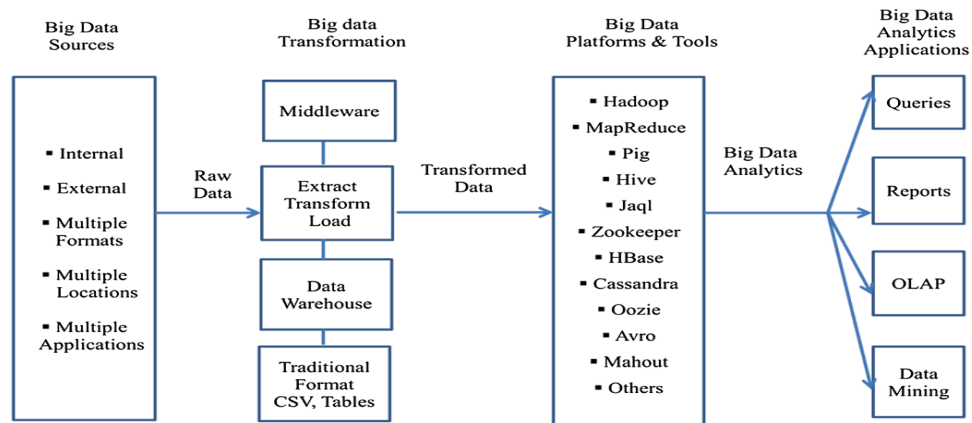 Big Data
Sources
▪ Internal
▪ External
▪ Multiple
Formats
▪ Multiple
Locations
▪ Multiple
Applications
Raw
Data
Big data
Transformation
Middleware
Extract
Transform
Load
Data
Warehouse
Traditional
Format
CSV, Tables
Transformed
Data
Big Data
Platforms & Tools
▪ Hadoop
▪ MapReduce
▪ Pig
▪ Hive
▪ Jaql
▪ Zookeeper
▪ HBase
▪ Cassandra
▪ Oozie
▪ Avro
▪ Mahout
▪ Others
Big Data
Analytics
Big Data
Analytics
Applications
Queries
Reports
OLAP
Data
Mining